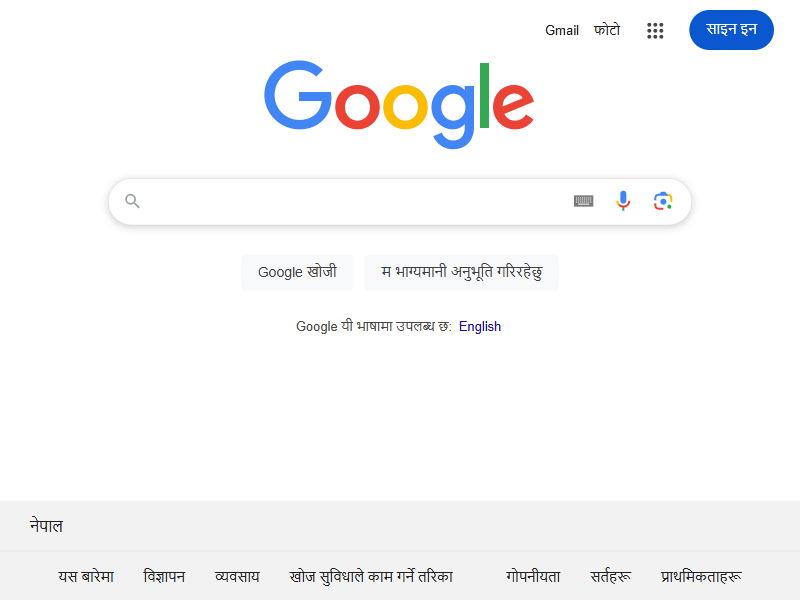 Gmail फोटो साइन इन
Google
Google खोजी म भाग्यमानी अनुभूति गरिरहेछु
Google यी भाषामा उपलब्ध छ: English
नेपाल
यस बारेमा विज्ञापन व्यवसाय खोज सुविधाले काम गर्ने तरिका गोपनीयता सर्तहरू प्राथमिकताहरू